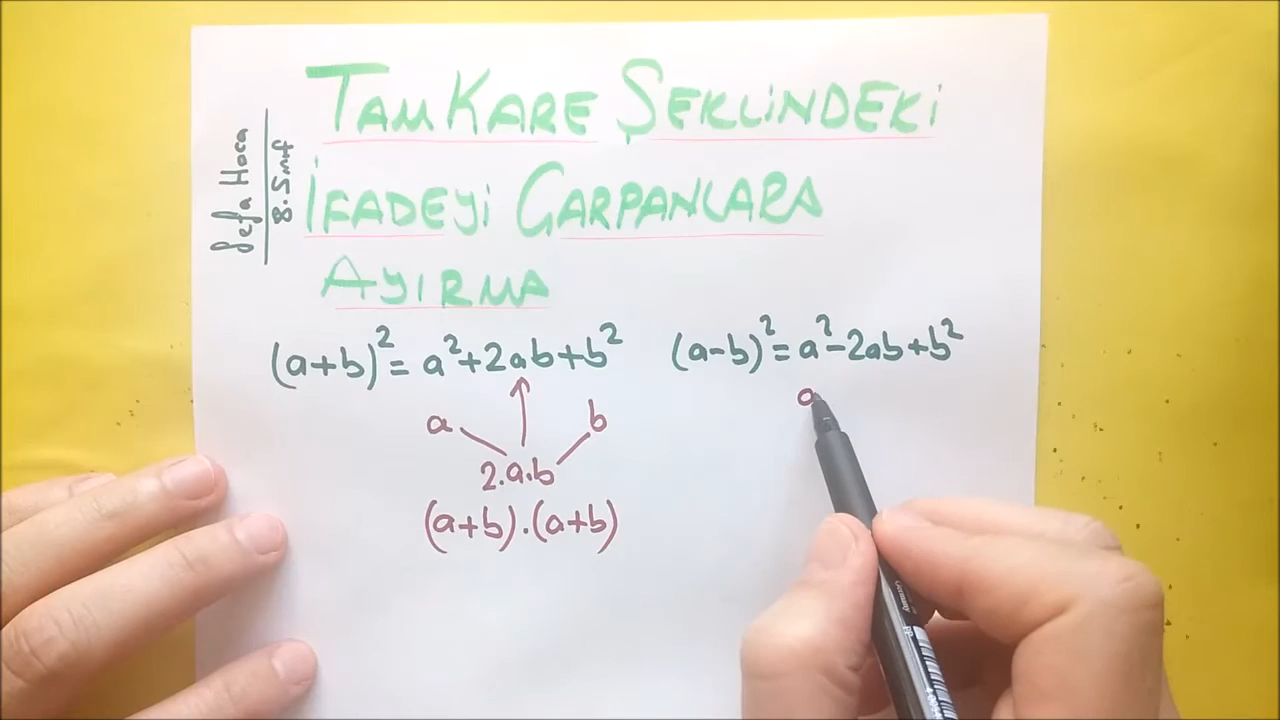 TAM KARE ŞEKLİNDEKİ
İFADEYİ ÇARPANLARA
AYIRMA
Sefa Hoca
8. Sınıf
(a+b)² = a²+2ab+b²
(a-b)² = a²-2ab+b²
a b
2.a.b
(a+b).(a+b)
a